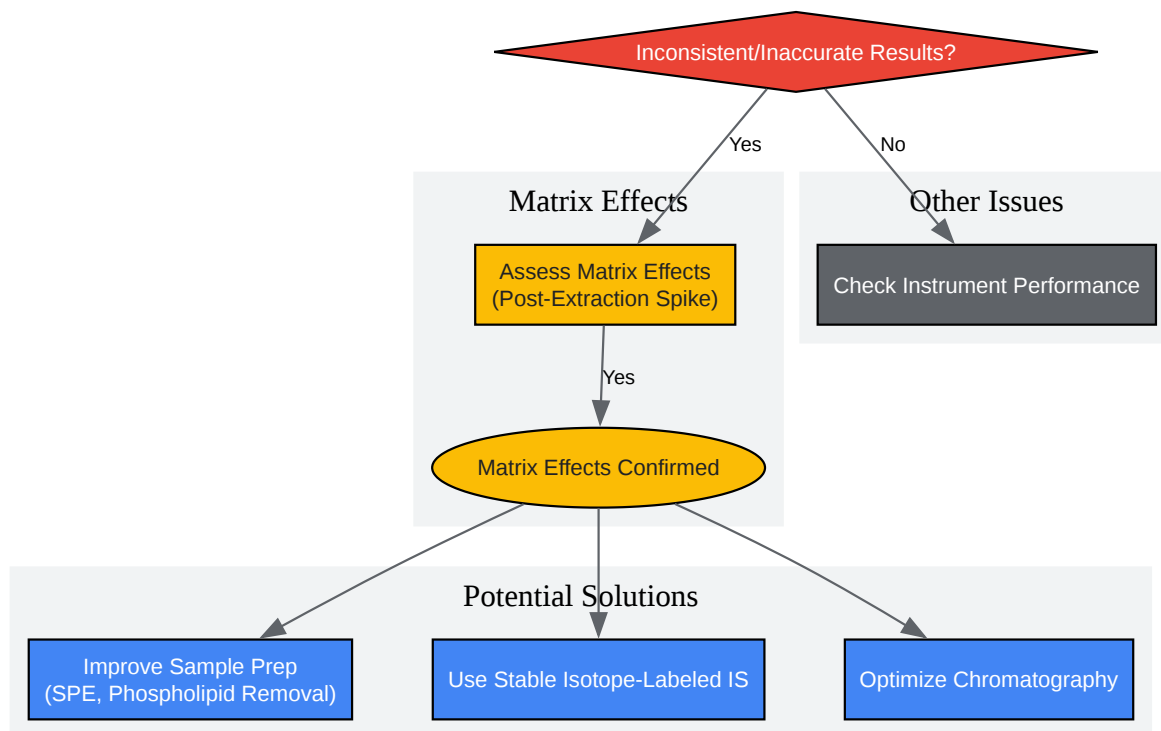 Inconsistent/Inaccurate Results?
Yes
No
Matrix Effects
Other Issues
Assess Matrix Effects
(Post-Extraction Spike)
Check Instrument Performance
Yes
Matrix Effects Confirmed
Potential Solutions
Improve Sample Prep
(SPE, Phospholipid Removal)
Use Stable Isotope-Labeled IS
Optimize Chromatography